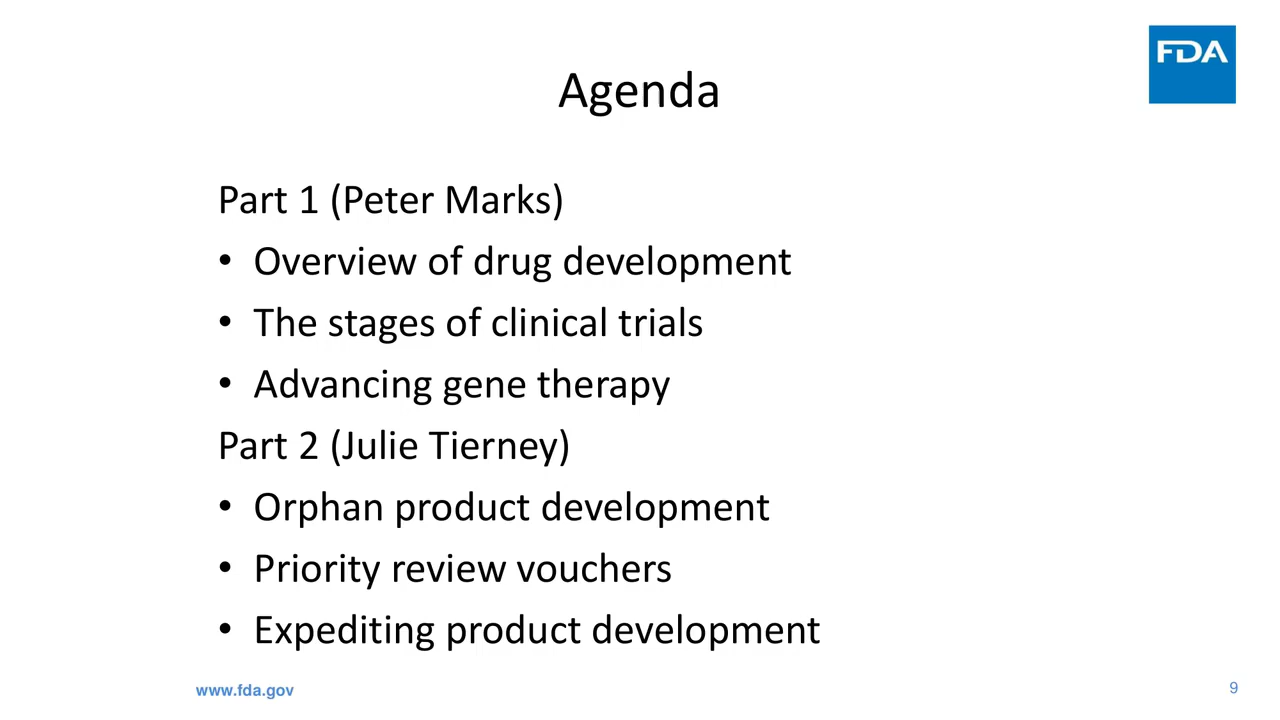 FDA
Agenda
Part 1 (Peter Marks)
• Overview of drug development
• The stages of clinical trials
• Advancing gene therapy
Part 2 (Julie Tierney)
• Orphan product development
• Priority review vouchers
• Expediting product development
www.fda.gov
9